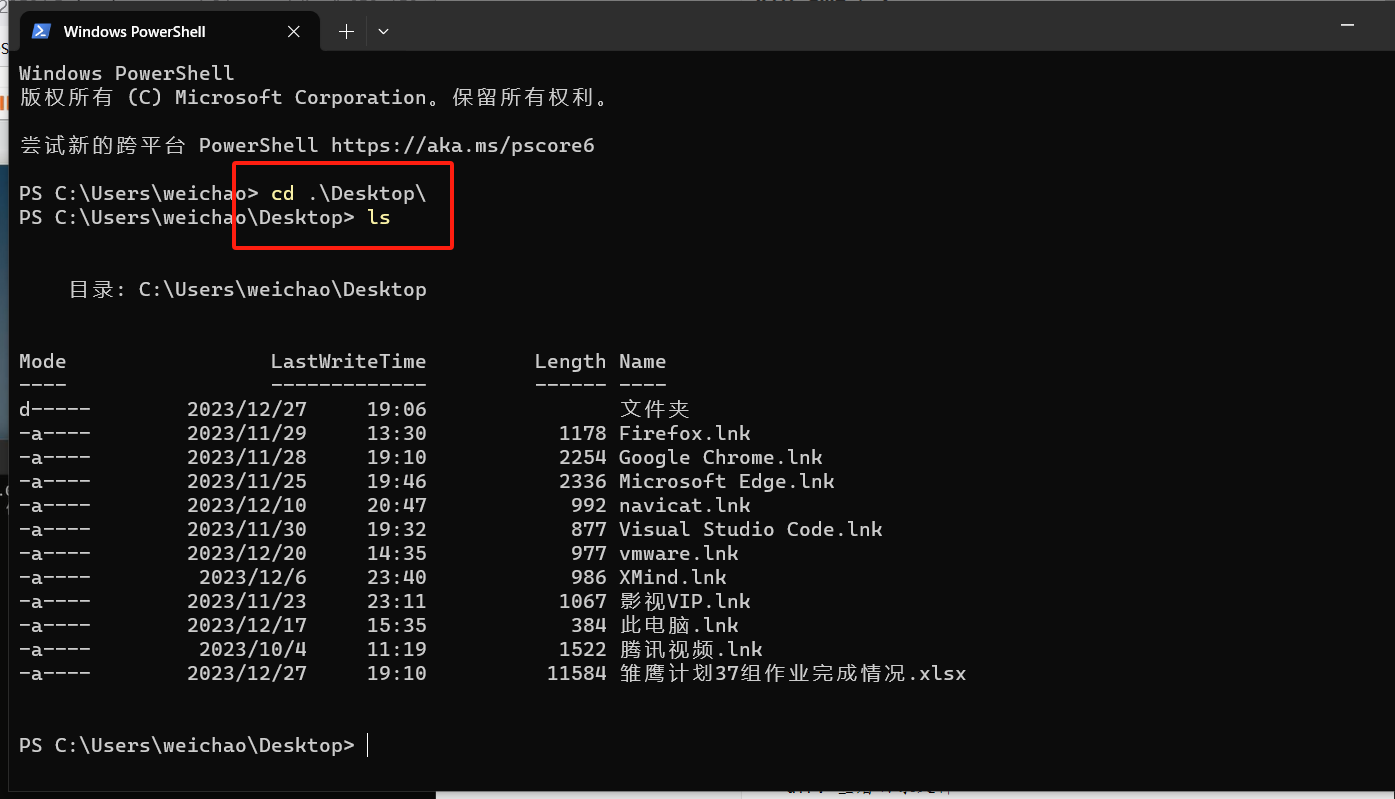 Windows PowerShell
Windows PowerShell
版权所有 (C) Microsoft Corporation。保留所有权利。
尝试新的跨平台 PowerShell https://aka.ms/pscore6
PS C:\Users\weichao> cd .\Desktop\
PS C:\Users\weichao\Desktop> ls
目录: C:\Users\weichao\Desktop
Mode LastWriteTime Length Name
---- ------------- ------ ----
d----- 2023/12/27 19:06 文件夹
-a---- 2023/11/29 13:30 1178 Firefox.lnk
-a---- 2023/11/28 19:10 2254 Google Chrome.lnk
-a---- 2023/11/25 19:46 2336 Microsoft Edge.lnk
-a---- 2023/12/10 20:47 992 navicat.lnk
-a---- 2023/11/30 19:32 877 Visual Studio Code.lnk
-a---- 2023/12/20 14:35 977 vmware.lnk
-a---- 2023/12/6 23:40 986 XMind.lnk
-a---- 2023/11/23 23:11 1067 影视VIP.lnk
-a---- 2023/12/17 15:35 384 此电脑.lnk
-a---- 2023/10/4 11:19 1522 腾讯视频.lnk
-a---- 2023/12/27 19:10 11584 雏鹰计划37组作业完成情况.xlsx
PS C:\Users\weichao\Desktop>